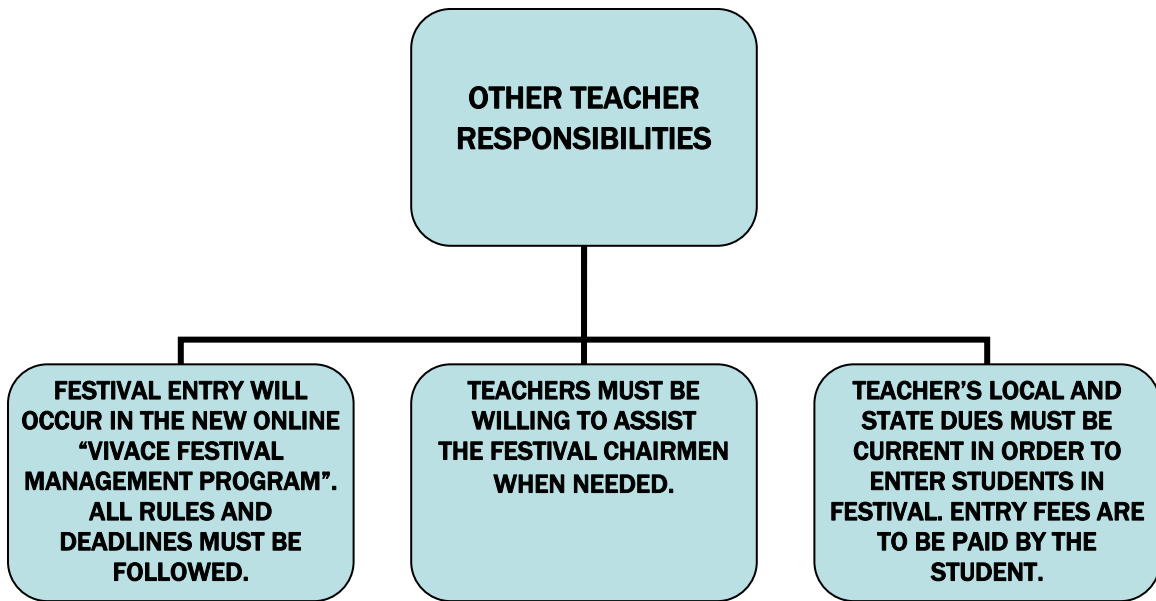 OTHER TEACHER
RESPONSIBILITIES
FESTIVAL ENTRY WILL
OCCUR IN THE NEW ONLINE
“VIVACE FESTIVAL
MANAGEMENT PROGRAM”.
ALL RULES AND
DEADLINES MUST BE
FOLLOWED.
TEACHERS MUST BE
WILLING TO ASSIST
THE FESTIVAL CHAIRMEN
WHEN NEEDED.
TEACHER’S LOCAL AND
STATE DUES MUST BE
CURRENT IN ORDER TO
ENTER STUDENTS IN
FESTIVAL. ENTRY FEES ARE
TO BE PAID BY THE
STUDENT.